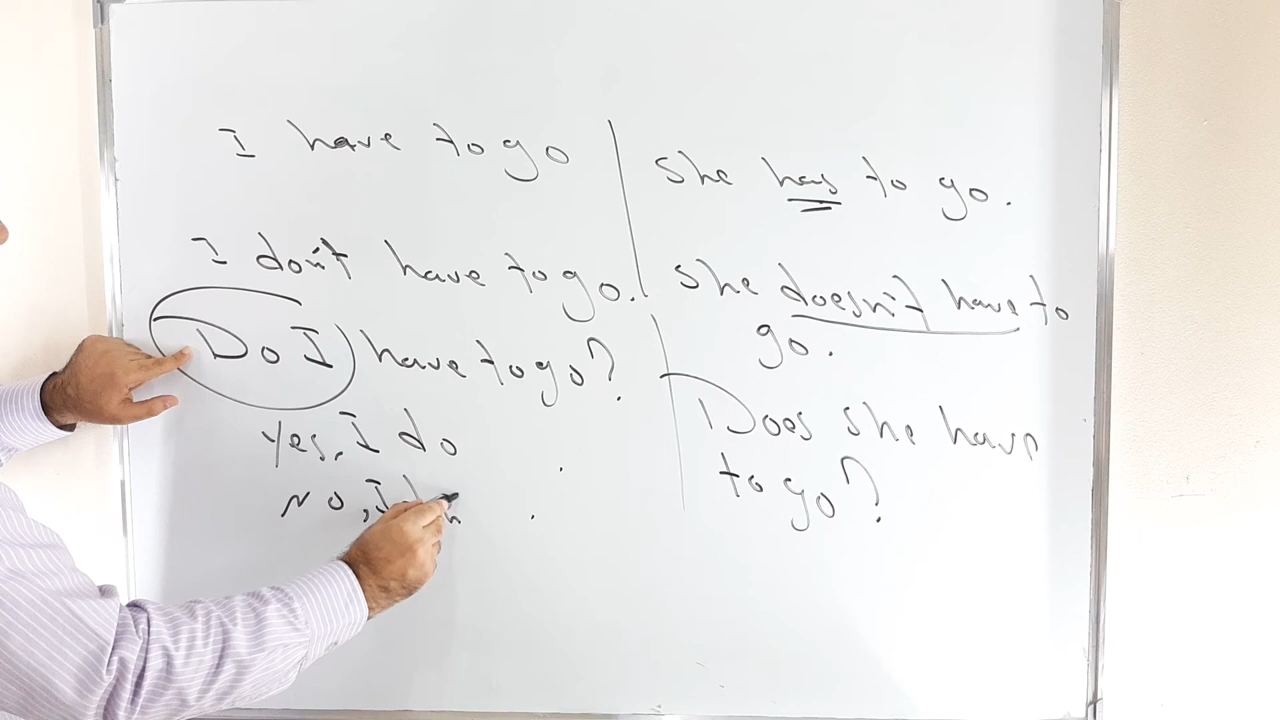 I have to go
I don't have to go.
Do I have to go?
Yes, I do
No, I
She has to go.
She doesn't have to
go.
Does she have
to go?